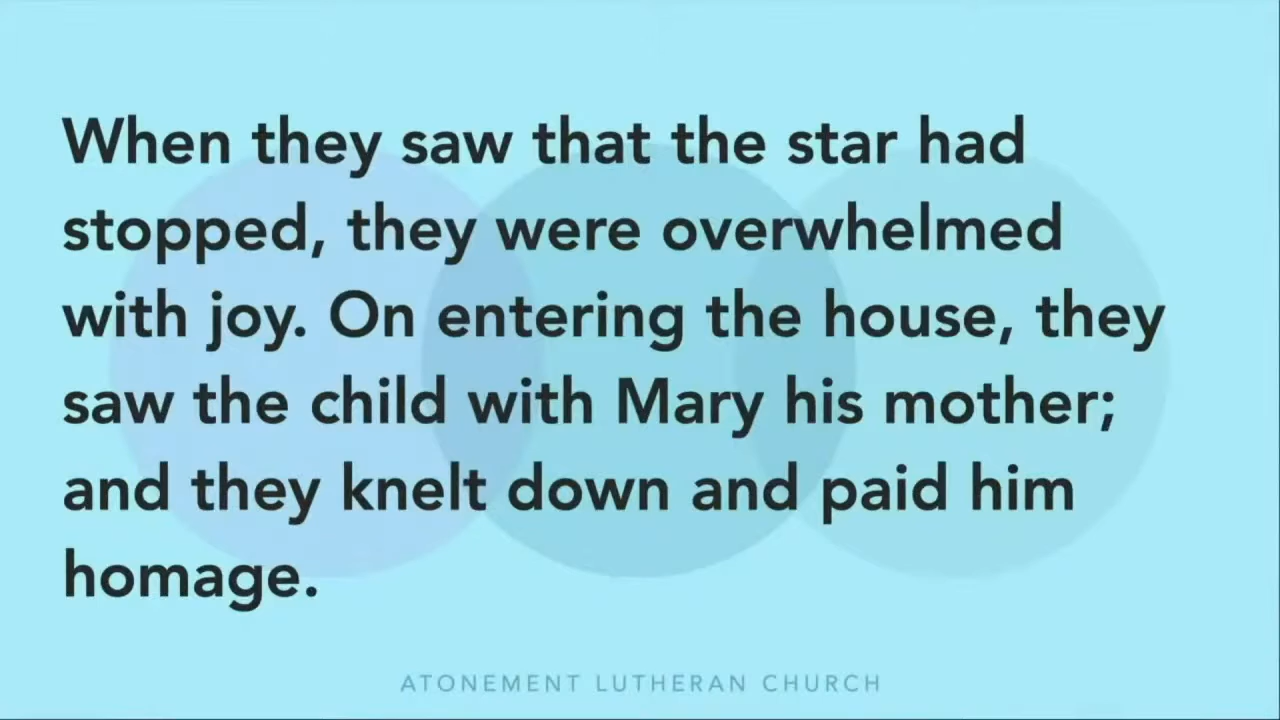 When they saw that the star had
stopped, they were overwhelmed
with joy. On entering the house, they
saw the child with Mary his mother;
and they knelt down and paid him
homage.
ATONEMENT LUTHERAN CHURCH